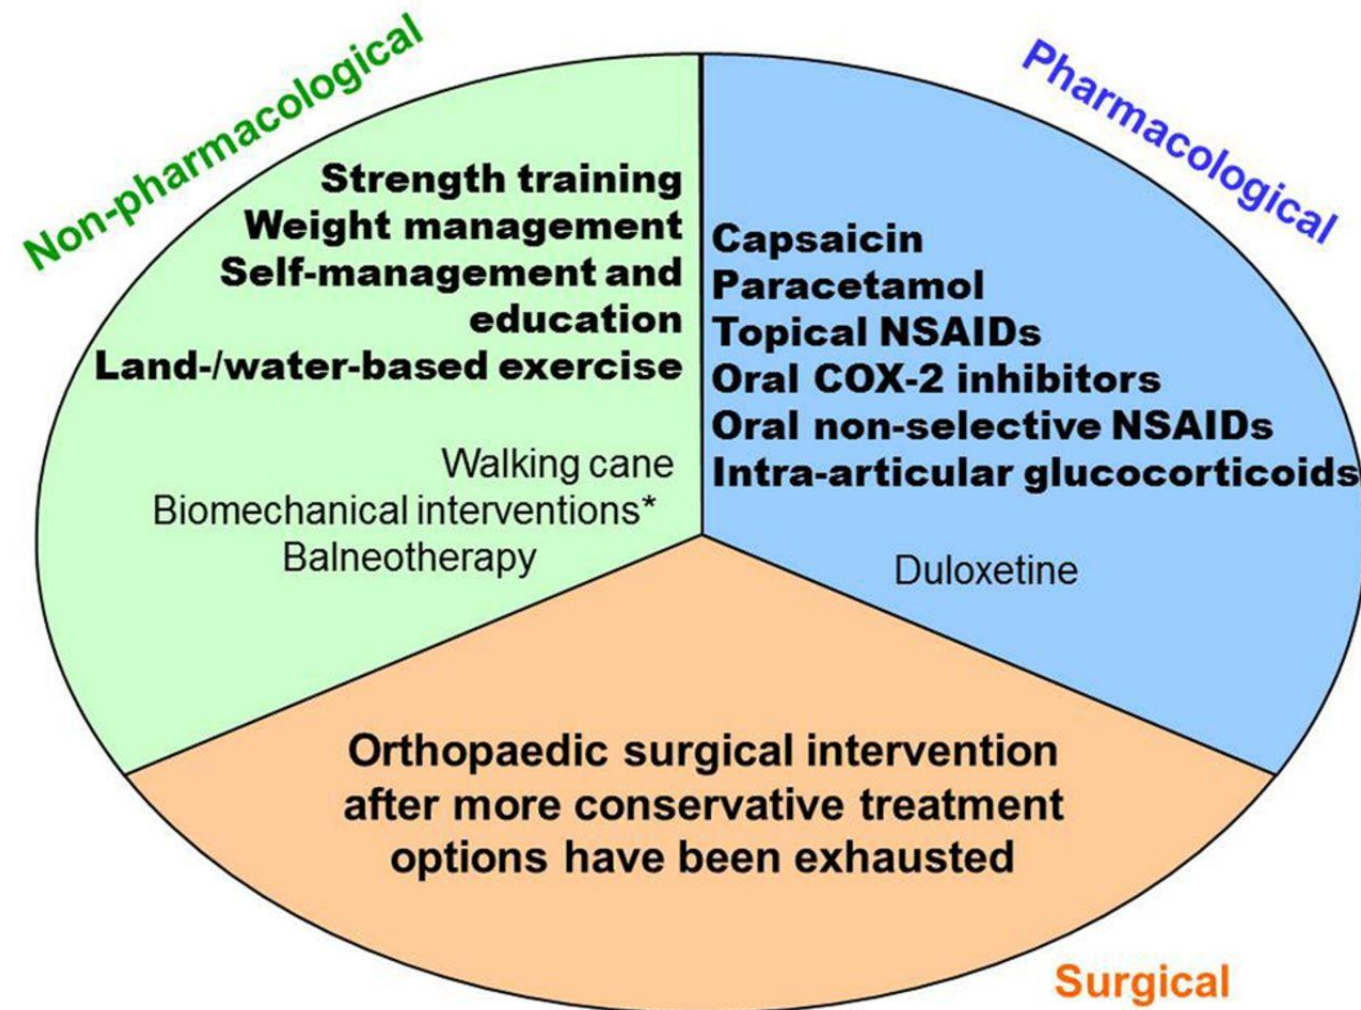 Non-pharmacological
Strength training
Weight management
Self-management and
education
Land-/water-based exercise
Walking cane
Biomechanical interventions*
Balneotherapy
Pharmacological
Capsaicin
Paracetamol
Topical NSAIDs
Oral COX-2 inhibitors
Oral non-selective NSAIDs
Intra-articular glucocorticoids
Duloxetine
Orthopaedic surgical intervention
after more conservative treatment
options have been exhausted
Surgical